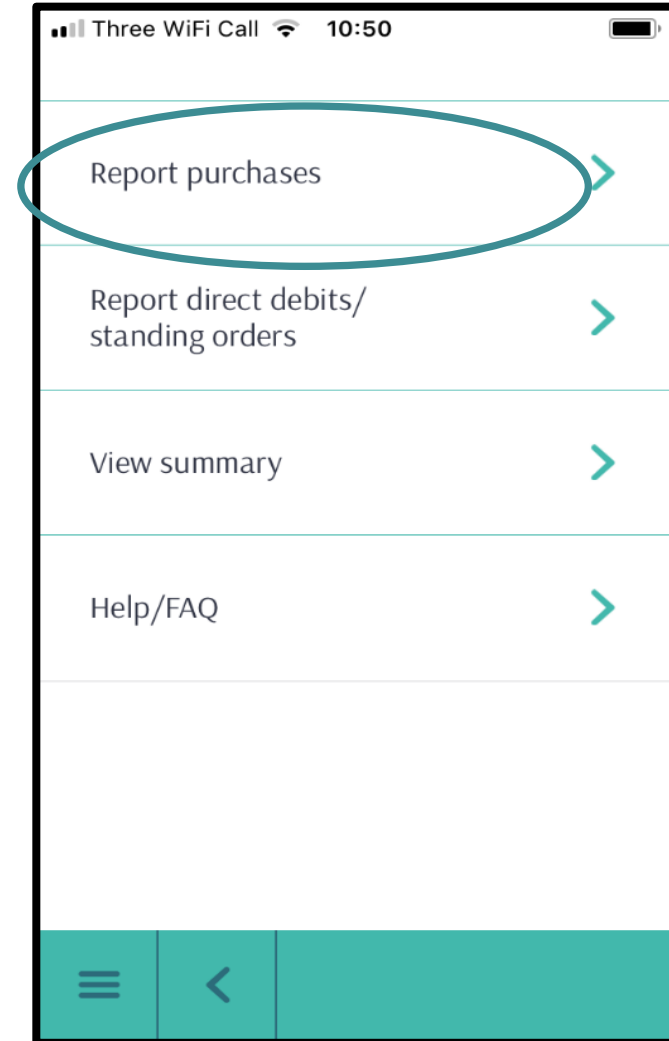 Three WiFi Call 10:50
Report purchases
Report direct debits/
standing orders
View summary
Help/FAQ